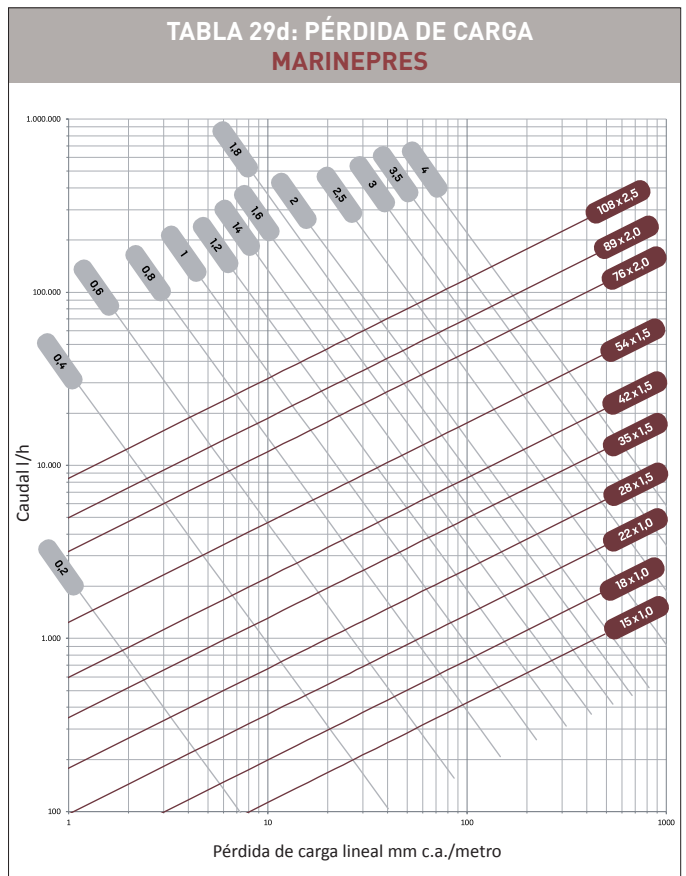 TABLA 29d: PÉRDIDA DE CARGA
MARINEPRES
Caudal l/h
1.000.000
100.000
10.000
1.000
100
0,2
0,4
0,6
0,8
1
1,2
14
1,6
1,8
2
2,5
3
3,5
4
108 x 2,5
89 x 2,0
76 x 2,0
54 x 1,5
42 x 1,5
35 x 1,5
28 x 1,5
22 x 1,0
18 x 1,0
15 x 1,0
1
10
100
1000
Pérdida de carga lineal mm c.a./metro